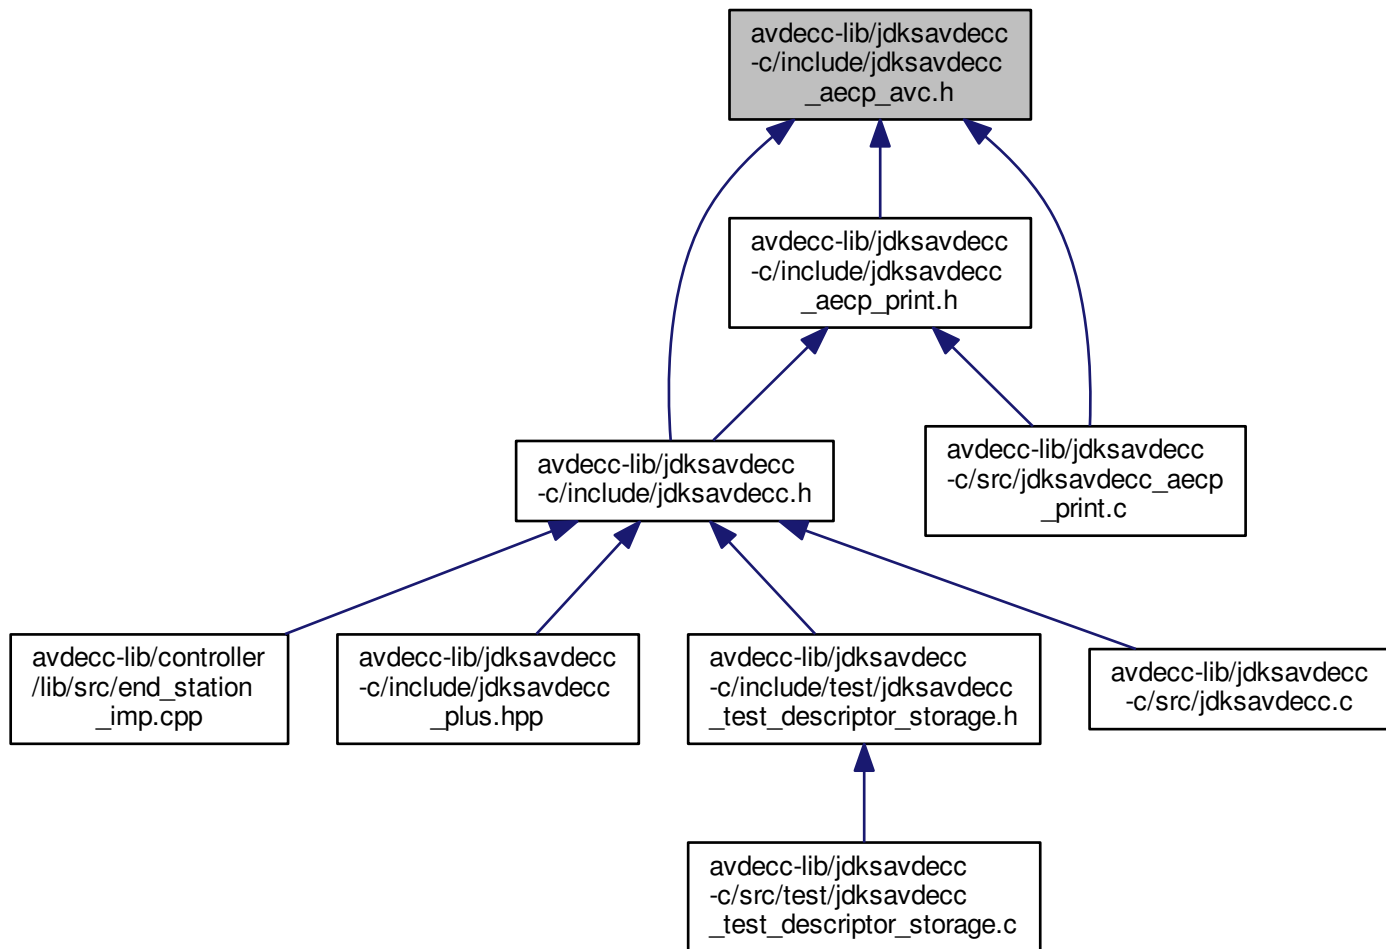 avdecc-lib/jdksavdecc
-c/include/jdksavdecc
_aecp_avc.h
avdecc-lib/jdksavdecc
-c/include/jdksavdecc
_aecp_print.h
avdecc-lib/jdksavdecc
-c/include/jdksavdecc.h
avdecc-lib/jdksavdecc
-c/src/jdksavdecc_aecp
_print.c
avdecc-lib/controller
/lib/src/end_station
_imp.cpp
avdecc-lib/jdksavdecc
-c/include/jdksavdecc
_plus.hpp
avdecc-lib/jdksavdecc
-c/include/test/jdksavdecc
_test_descriptor_storage.h
avdecc-lib/jdksavdecc
-c/src/jdksavdecc.c
avdecc-lib/jdksavdecc
-c/src/test/jdksavdecc
_test_descriptor_storage.c